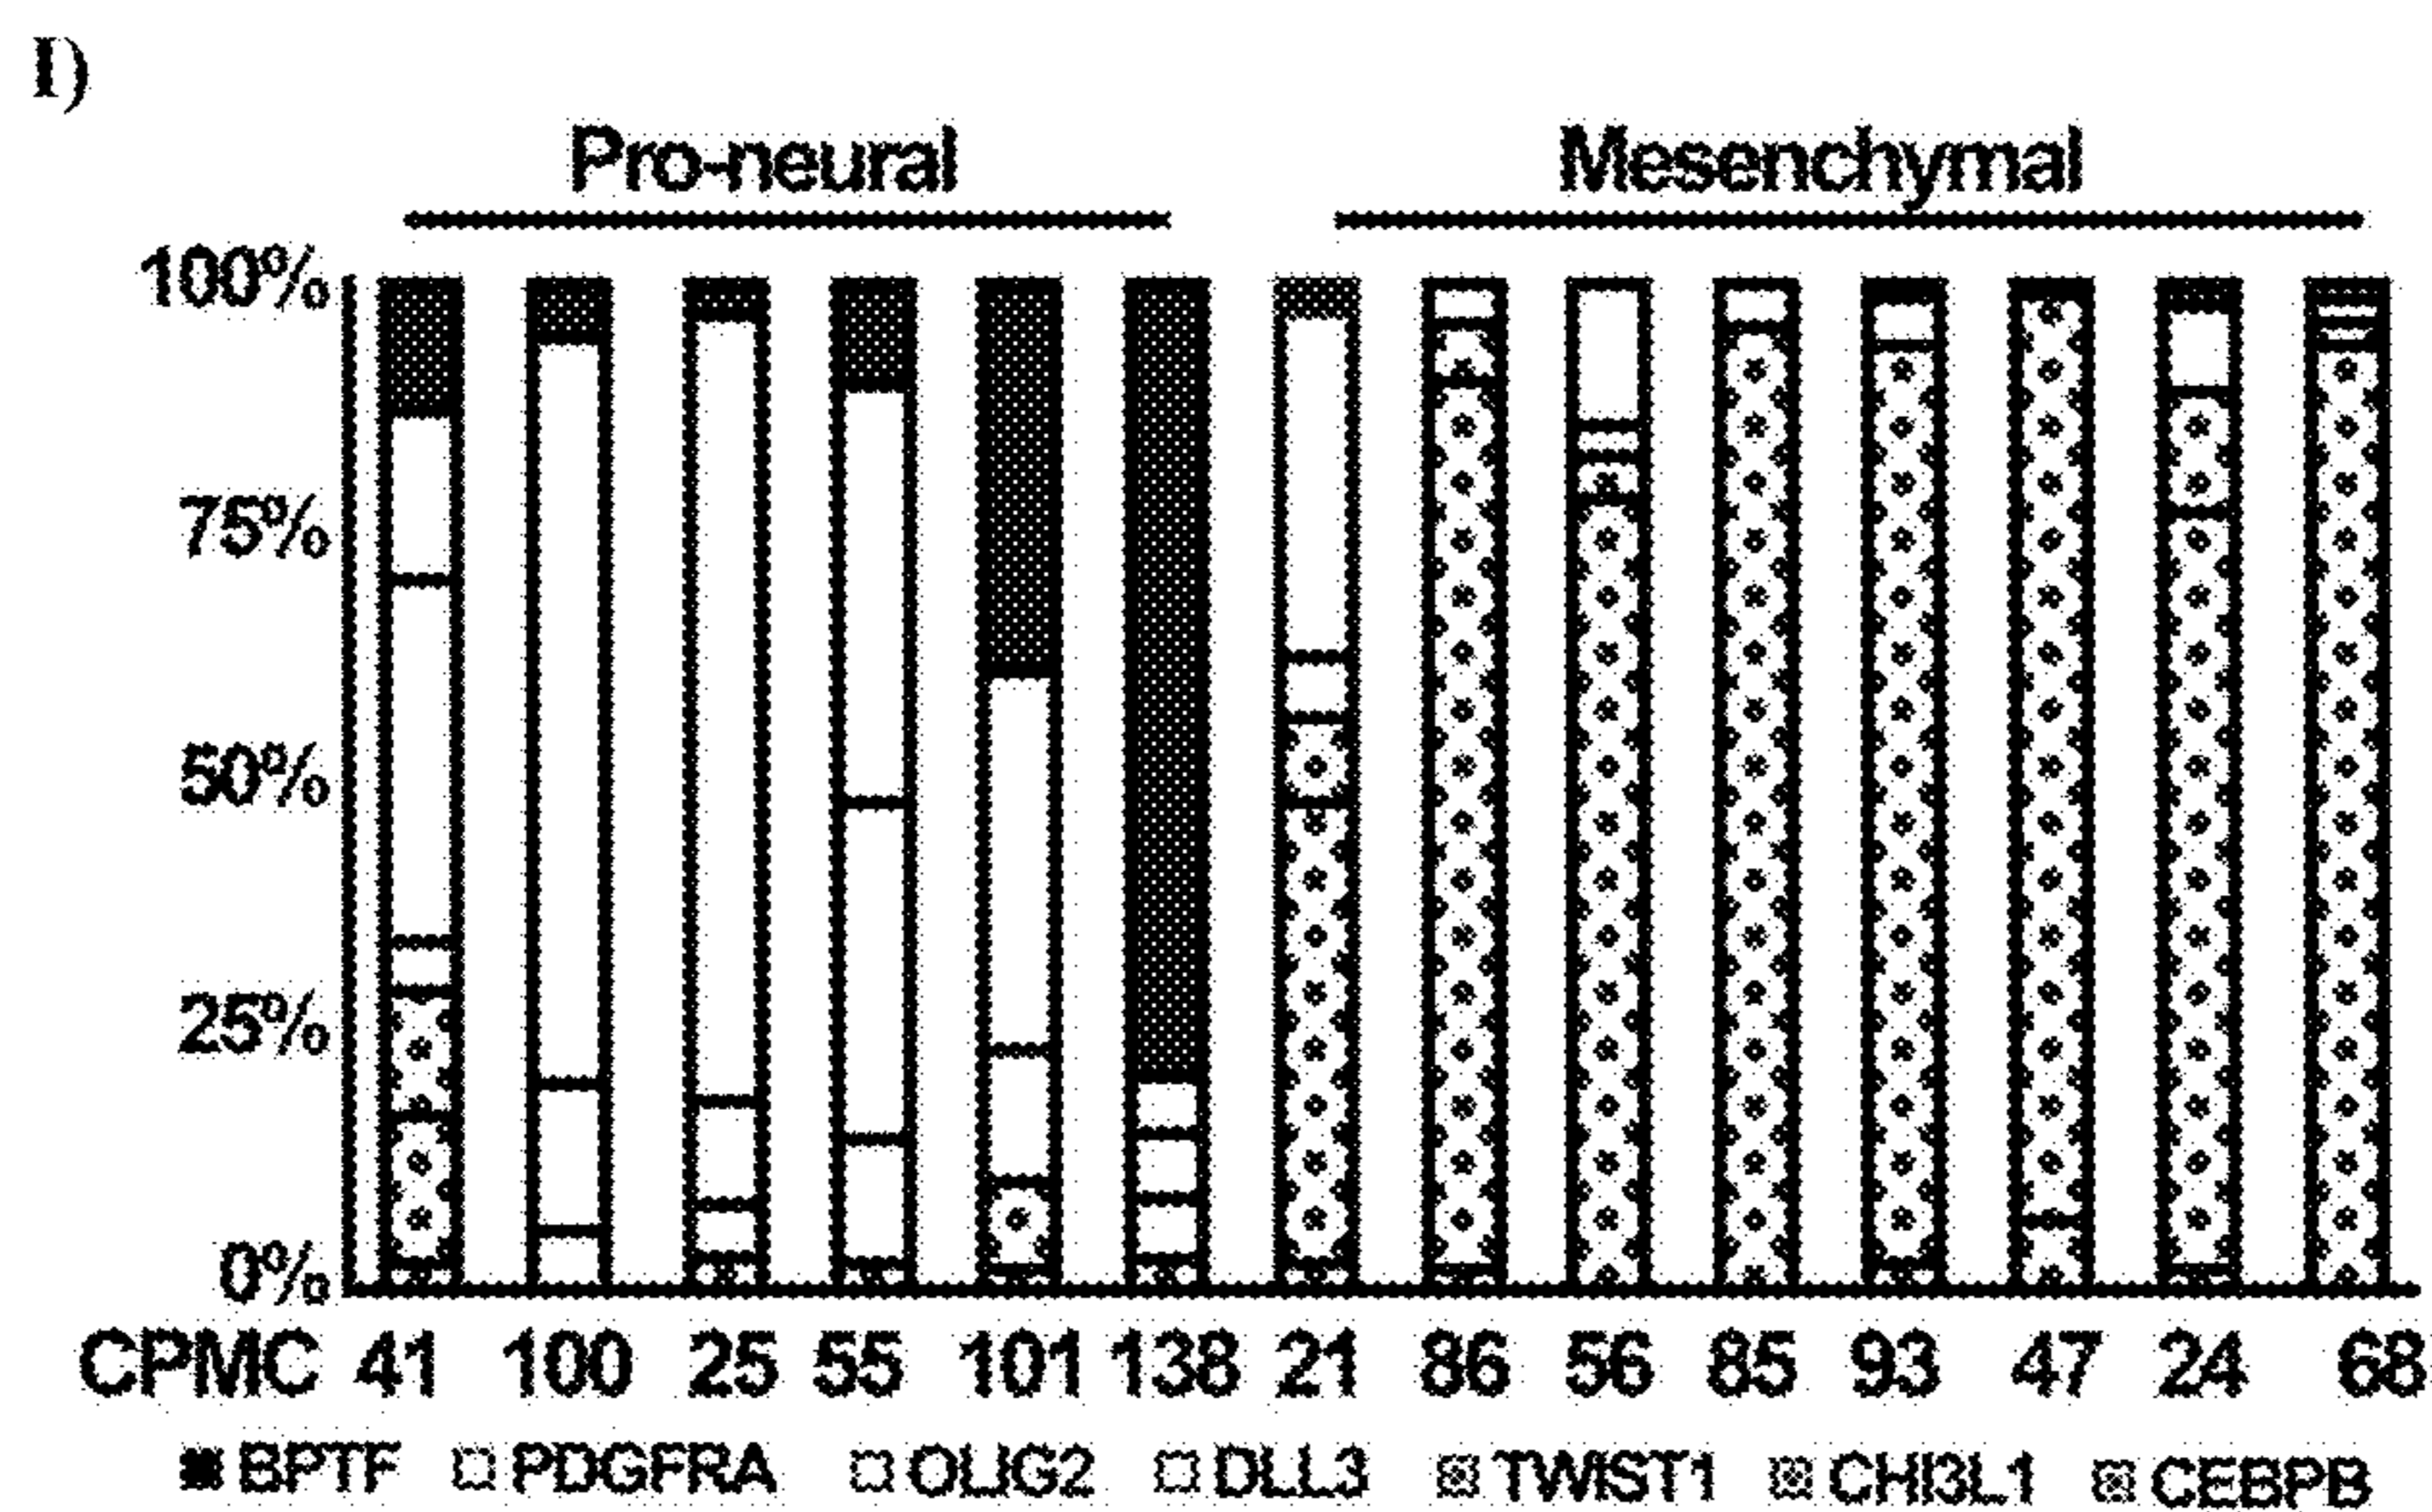 I)
Pro-neural Mesenchymal
100%
75%
50%
25%
0%
CPMC 41 100 25 55 101 138 21 86 56 85 93 47 24 68
BPTF PDGFRA OLIG2 DLL3 TWIST1 CHI3L1 CEBPB